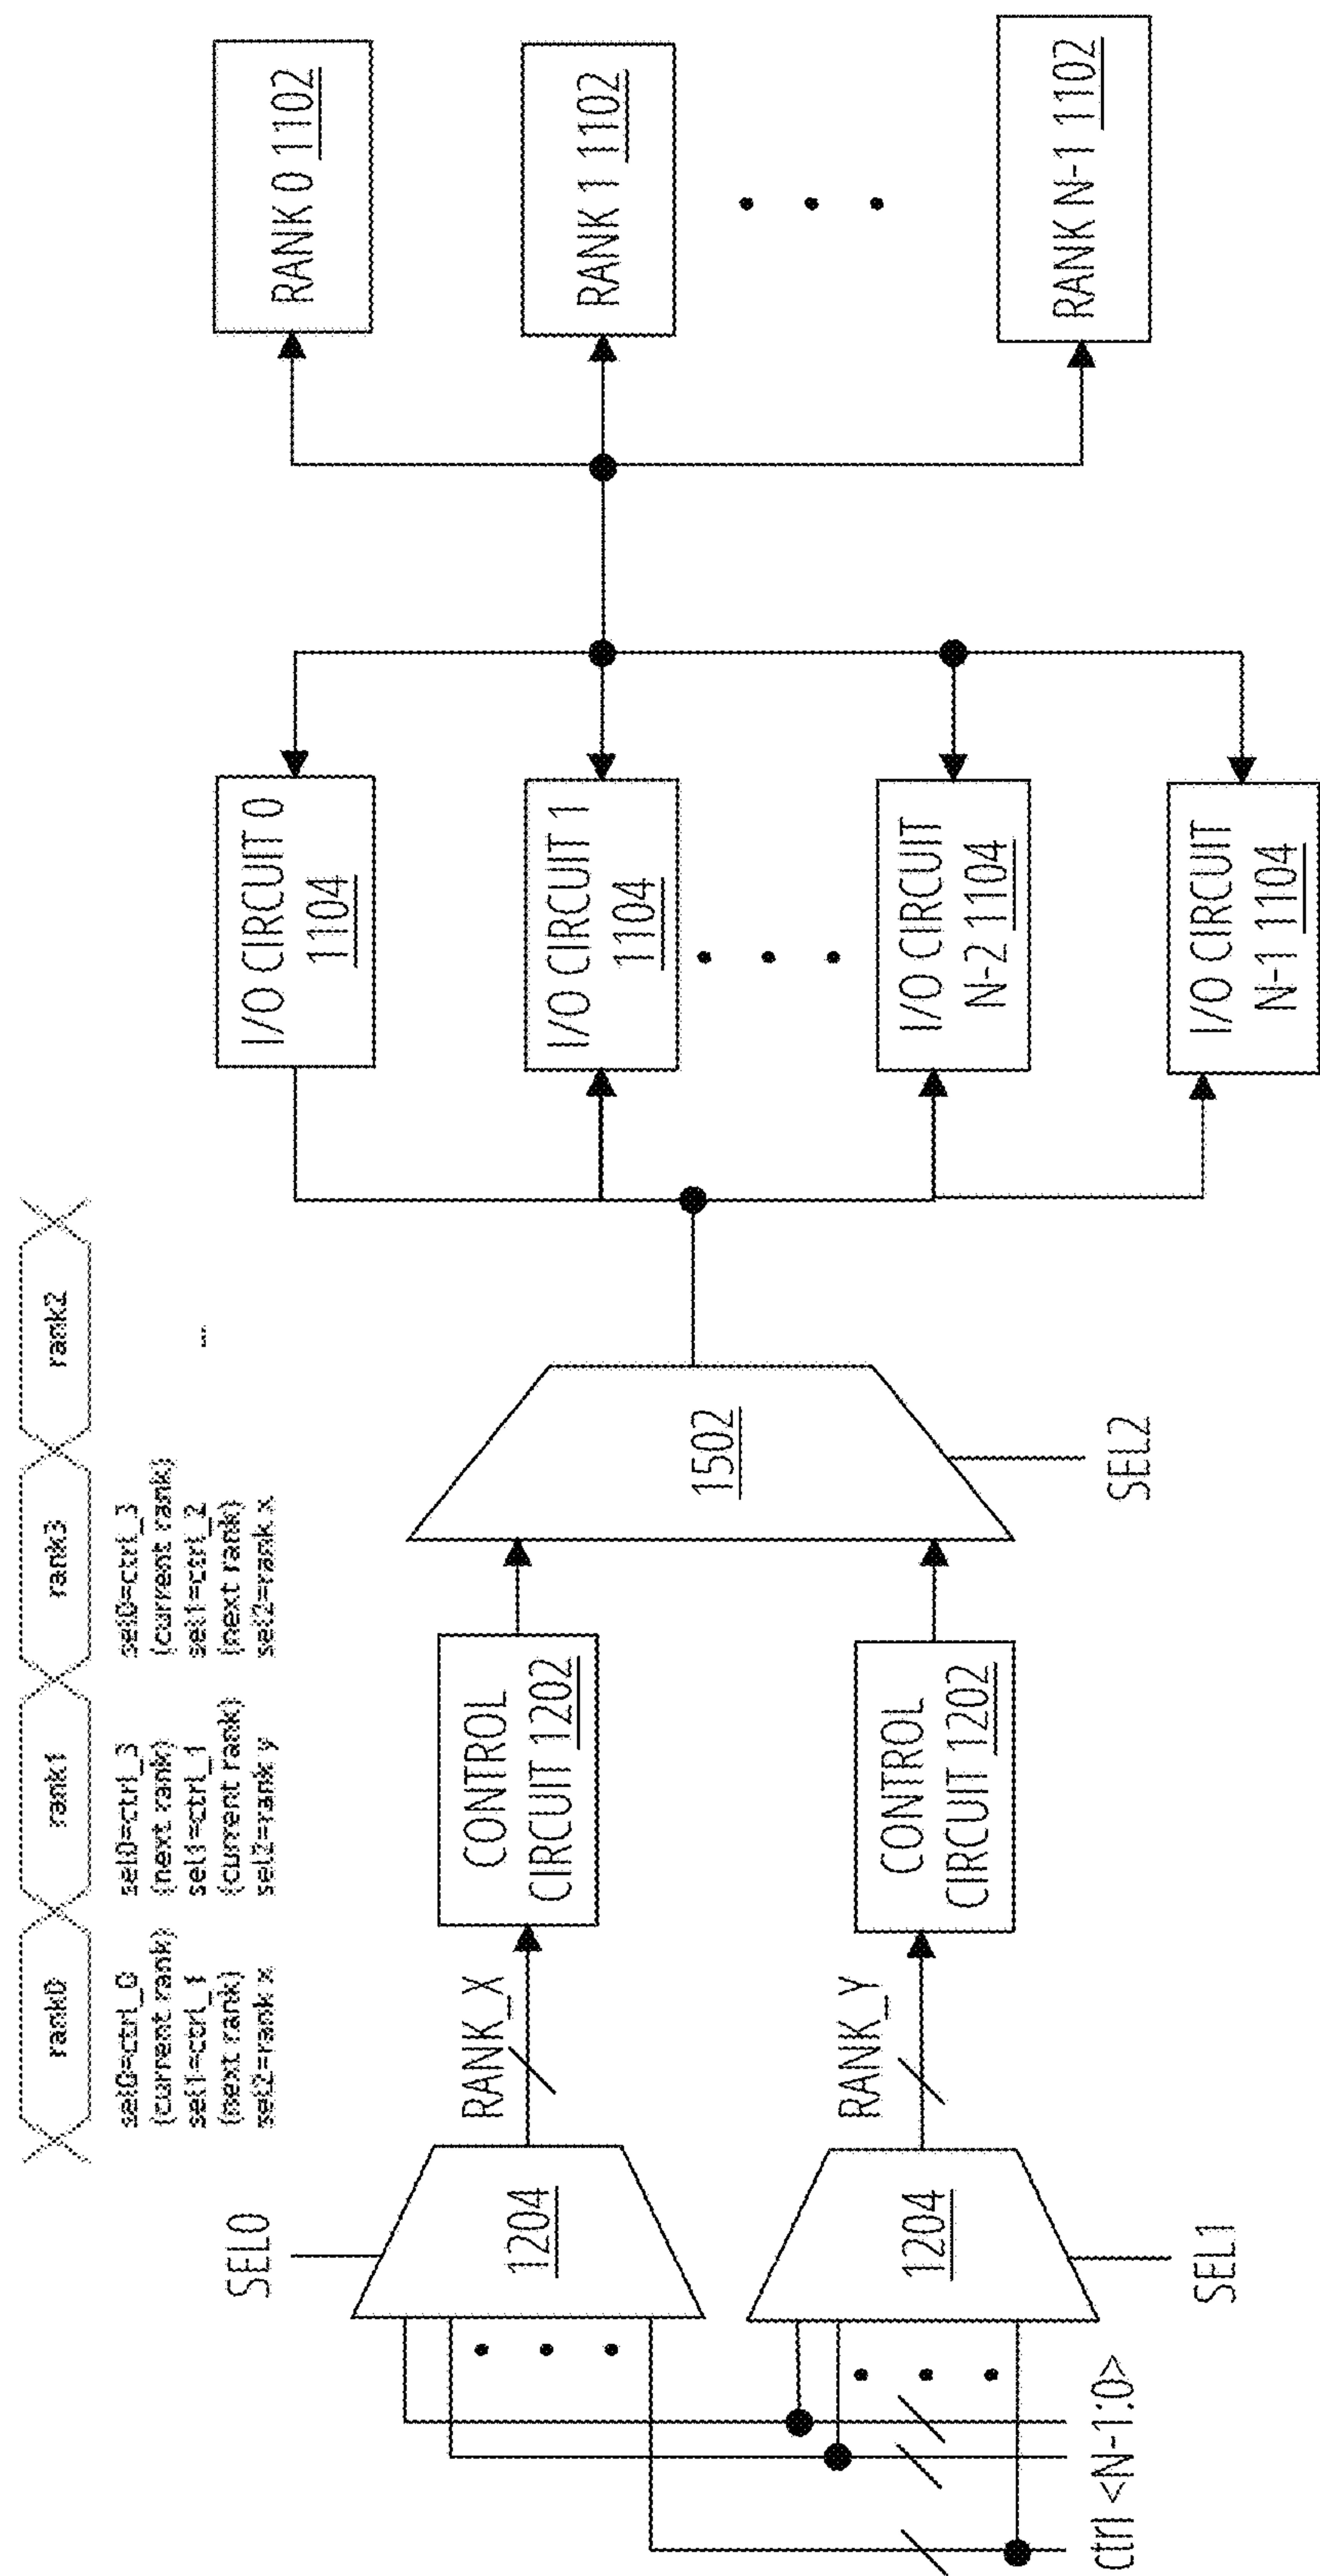 rank0
rank1
rank3
rank2
sel0=ctrl_0
(current rank)
sel1=ctrl_1
(next rank)
sel2=rank x
sel0=ctrl_3
(next rank)
sel1=ctrl_1
(current rank)
sel2=rank y
sel0=ctrl_3
(current rank)
sel1=ctrl_2
(next rank)
sel2=rank x
...
SEL0
1204
RANK_X
CONTROL
CIRCUIT 1202
1204
SEL1
RANK_Y
CONTROL
CIRCUIT 1202
ctrl <N-1:0>
1502
SEL2
I/O CIRCUIT 0
1104
I/O CIRCUIT 1
1104
I/O CIRCUIT
N-2 1104
I/O CIRCUIT
N-1 1104
RANK 0 1102
RANK 1 1102
RANK N-1 1102